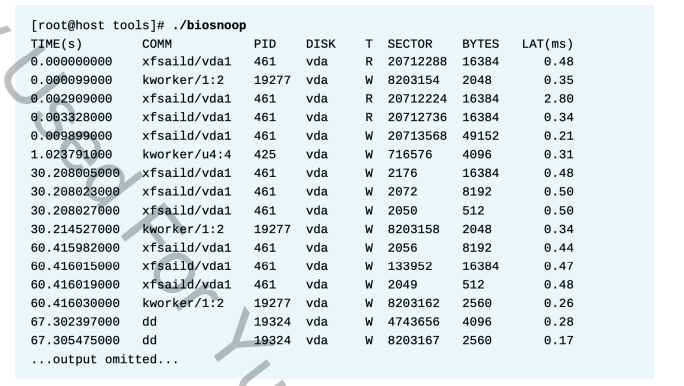 [root@host tools]# ./biosnoop
TIME(s) COMM PID DISK T SECTOR BYTES LAT(ms)
0.000000000 xfsaild/vda1 461 vda R 20712288 16384 0.48
0.000099000 kworker/1:2 19277 vda W 8203154 2048 0.35
0.002909000 xfsaild/vda1 461 vda R 20712224 16384 2.80
0.003328000 xfsaild/vda1 461 vda R 20712736 16384 0.34
0.009899000 xfsaild/vda1 461 vda W 20713568 49152 0.21
1.023791000 kworker/u4:4 425 vda W 716576 4096 0.31
30.208005000 xfsaild/vda1 461 vda W 2176 16384 0.48
30.208023000 xfsaild/vda1 461 vda W 2072 8192 0.50
30.208027000 xfsaild/vda1 461 vda W 2050 512 0.50
30.214527000 kworker/1:2 19277 vda W 8203158 2048 0.34
60.415982000 xfsaild/vda1 461 vda W 2056 8192 0.44
60.416015000 xfsaild/vda1 461 vda W 133952 16384 0.47
60.416019000 xfsaild/vda1 461 vda W 2049 512 0.48
60.416030000 kworker/1:2 19277 vda W 8203162 2560 0.26
67.302397000 dd 19324 vda W 4743656 4096 0.28
67.305475000 dd 19324 vda W 8203167 2560 0.17
...output omitted...
Used For Yu